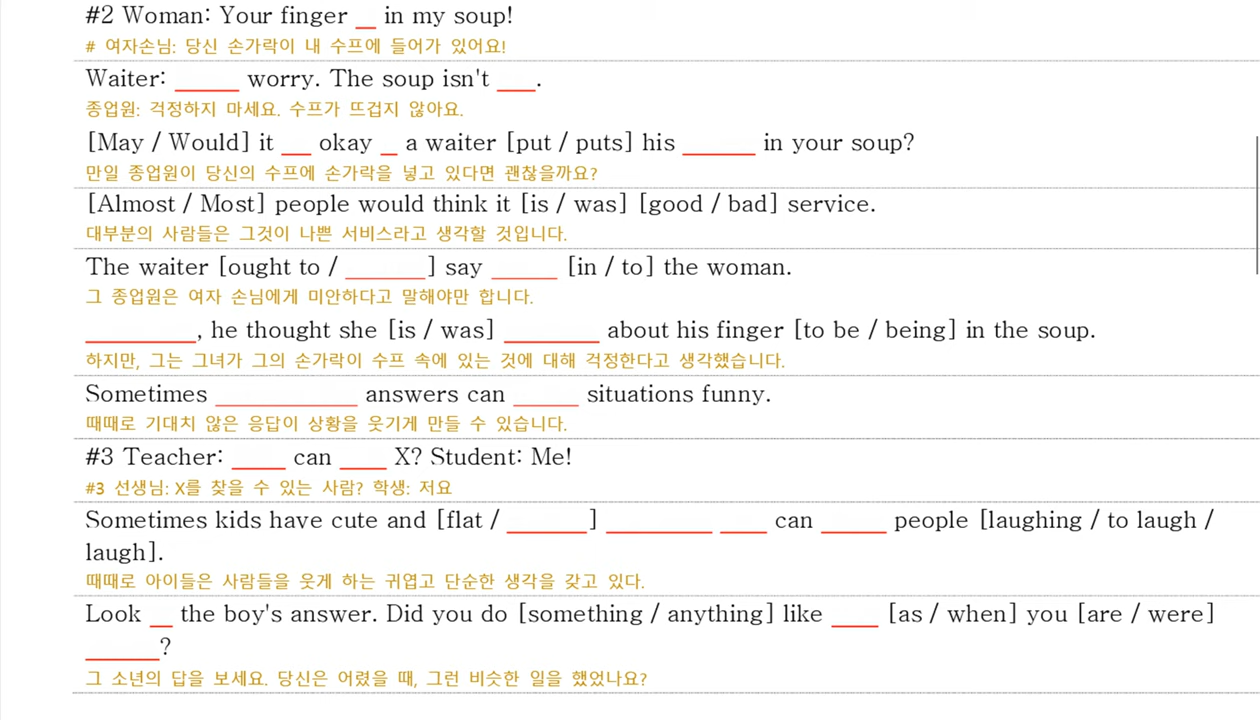 #2 Woman: Your finger __ in my soup!
# 여자손님: 당신 손가락이 내 수프에 들어가 있어요!
Waiter: ______ worry. The soup isn't ____.
종업원: 걱정하지 마세요. 수프가 뜨겁지 않아요.
[May / Would] it ___ okay __ a waiter [put / puts] his _______ in your soup?
만일 종업원이 당신의 수프에 손가락을 넣고 있다면 괜찮을까요?
[Almost / Most] people would think it [is / was] [good / bad] service.
대부분의 사람들은 그것이 나쁜 서비스라고 생각할 것입니다.
The waiter [ought to / ________] say ______ [in / to] the woman.
그 종업원은 여자 손님에게 미안하다고 말해야만 합니다.
__________, he thought she [is / was] _________ about his finger [to be / being] in the soup.
하지만, 그는 그녀가 그의 손가락이 수프 속에 있는 것에 대해 걱정한다고 생각했습니다.
Sometimes _____________ answers can ______ situations funny.
때때로 기대치 않은 응답이 상황을 웃기게 만들 수 있습니다.
#3 Teacher: _____ can ____ X? Student: Me!
#3 선생님: X를 찾을 수 있는 사람? 학생: 저요
Sometimes kids have cute and [flat / ________] __________ ____ can ______ people [laughing / to laugh /
laugh].
때때로 아이들은 사람들을 웃게 하는 귀엽고 단순한 생각을 갖고 있다.
Look __ the boy's answer. Did you do [something / anything] like ____ [as / when] you [are / were]
_______?
그 소년의 답을 보세요. 당신은 어렸을 때, 그런 비슷한 일을 했었나요?